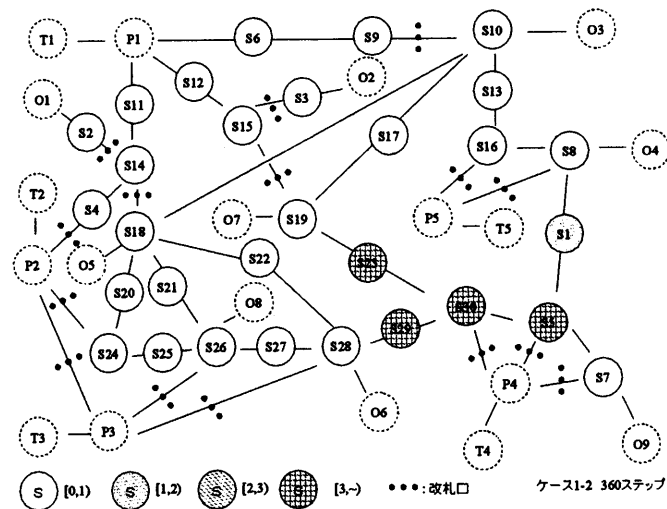 T1
P1
S6
S9
S10
O3
S12
O2
O1
S11
S3
S13
S2
S15
S17
S14
S16
S8
O4
T2
S4
O7
S19
P5
T5
S1
P2
O5
S18
S22
S20
S21
O8
S24
S25
S26
S27
S28
P4
S7
T3
P3
O6
T4
O9
S [0,1)
S [1,2)
S [2,3)
S [3,~)
: 改札口
ケース1-2 360ステップ